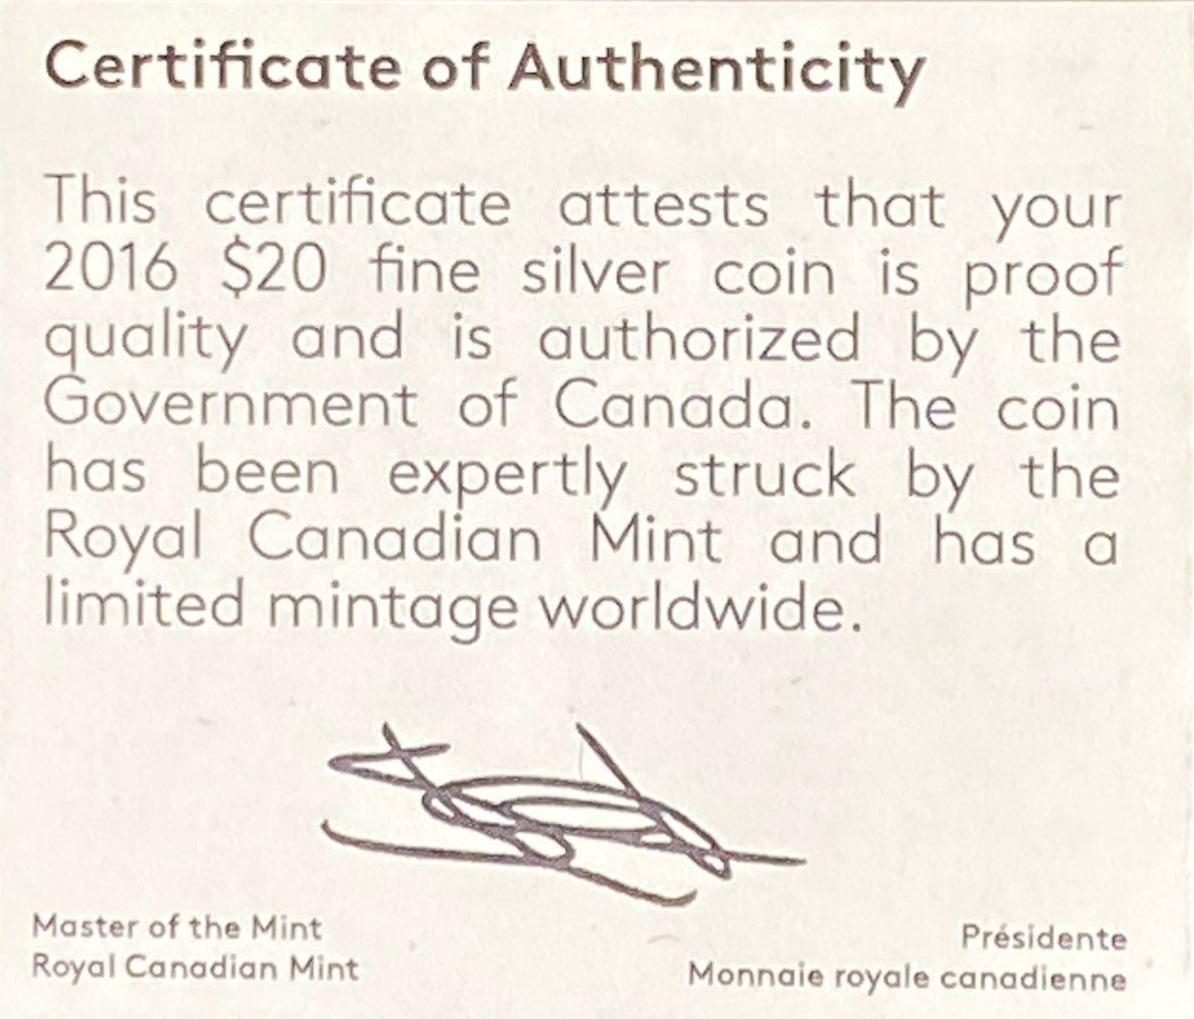 Certificate of Authenticity
This certificate attests that your
2016 $20 fine silver coin is proof
quality and is authorized by the
Government of Canada. The coin
has been expertly struck by the
Royal Canadian Mint and has a
limited mintage worldwide.
Master of the Mint
Royal Canadian Mint
Présidente
Monnaie royale canadienne